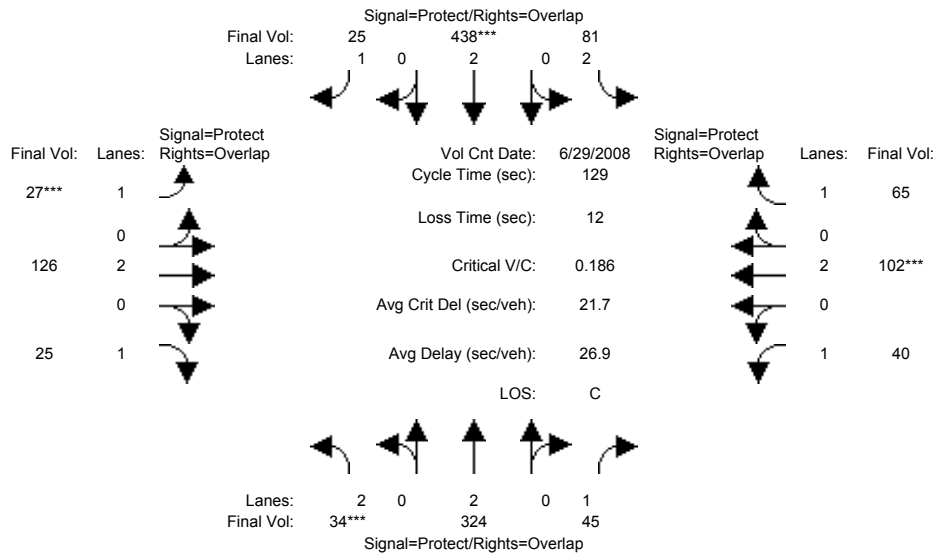 Signal=Protect/Rights=Overlap
Final Vol: 25 438*** 81
Lanes: 1 0 2 0 2
Signal=Protect
Final Vol: Lanes: Rights=Overlap
Vol Cnt Date: 6/29/2008
Signal=Protect
Rights=Overlap Lanes: Final Vol:
Cycle Time (sec): 129
27*** 1
1 65
Loss Time (sec): 12
0
0
126 2
Critical V/C: 0.186
2 102***
0
Avg Crit Del (sec/veh): 21.7
0
25 1
Avg Delay (sec/veh): 26.9
1 40
LOS: C
Lanes: 2 0 2 0 1
Final Vol: 34*** 324 45
Signal=Protect/Rights=Overlap